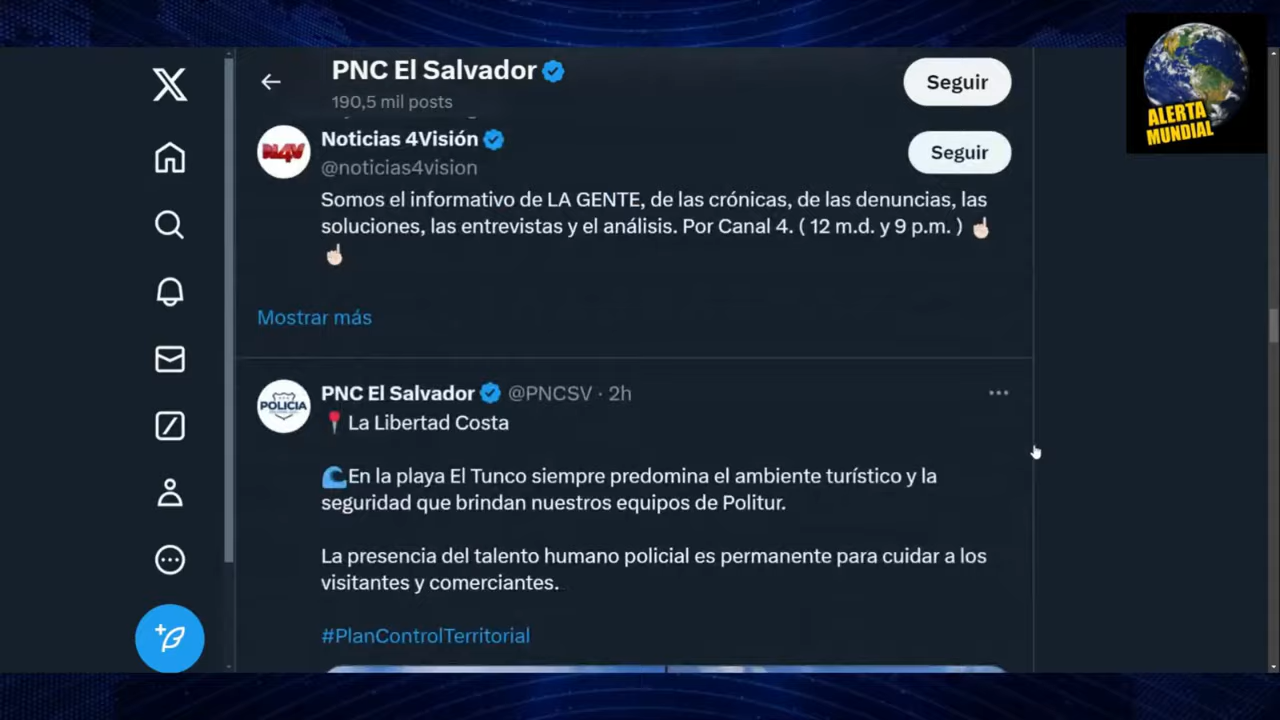 PNC El Salvador
190,5 mil posts
Seguir
ALERTA
MUNDIAL
N4V
Noticias 4Visión
@noticias4vision
Seguir
Somos el informativo de LA GENTE, de las crónicas, de las denuncias, las
soluciones, las entrevistas y el análisis. Por Canal 4. ( 12 m.d. y 9 p.m. ) ☝🏻
☝🏻
Mostrar más
POLICIA
PNC El Salvador @PNCSV · 2h
📍La Libertad Costa
🌊En la playa El Tunco siempre predomina el ambiente turístico y la
seguridad que brindan nuestros equipos de Politur.
La presencia del talento humano policial es permanente para cuidar a los
visitantes y comerciantes.
#PlanControlTerritorial